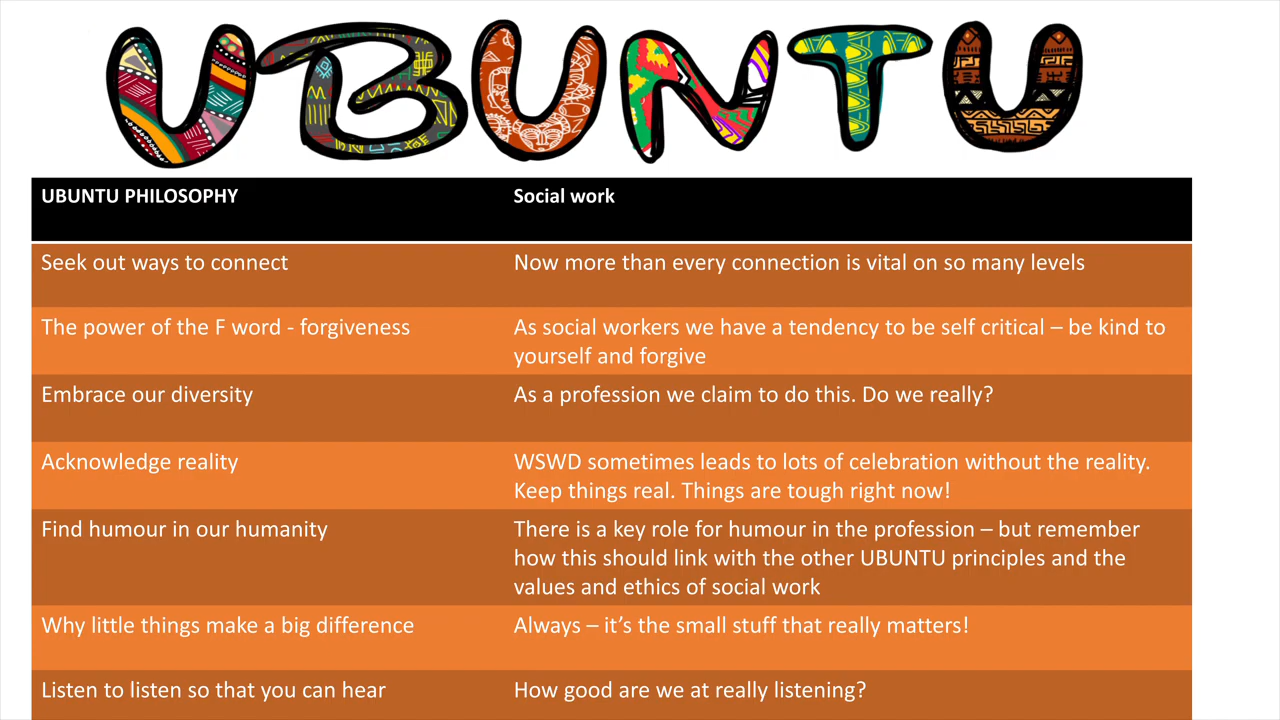 UBUNTU
UBUNTU PHILOSOPHY
Social work
Seek out ways to connect
Now more than every connection is vital on so many levels
The power of the F word - forgiveness
As social workers we have a tendency to be self critical – be kind to
yourself and forgive
Embrace our diversity
As a profession we claim to do this. Do we really?
Acknowledge reality
WSWD sometimes leads to lots of celebration without the reality.
Keep things real. Things are tough right now!
Find humour in our humanity
There is a key role for humour in the profession – but remember
how this should link with the other UBUNTU principles and the
values and ethics of social work
Why little things make a big difference
Always – it’s the small stuff that really matters!
Listen to listen so that you can hear
How good are we at really listening?